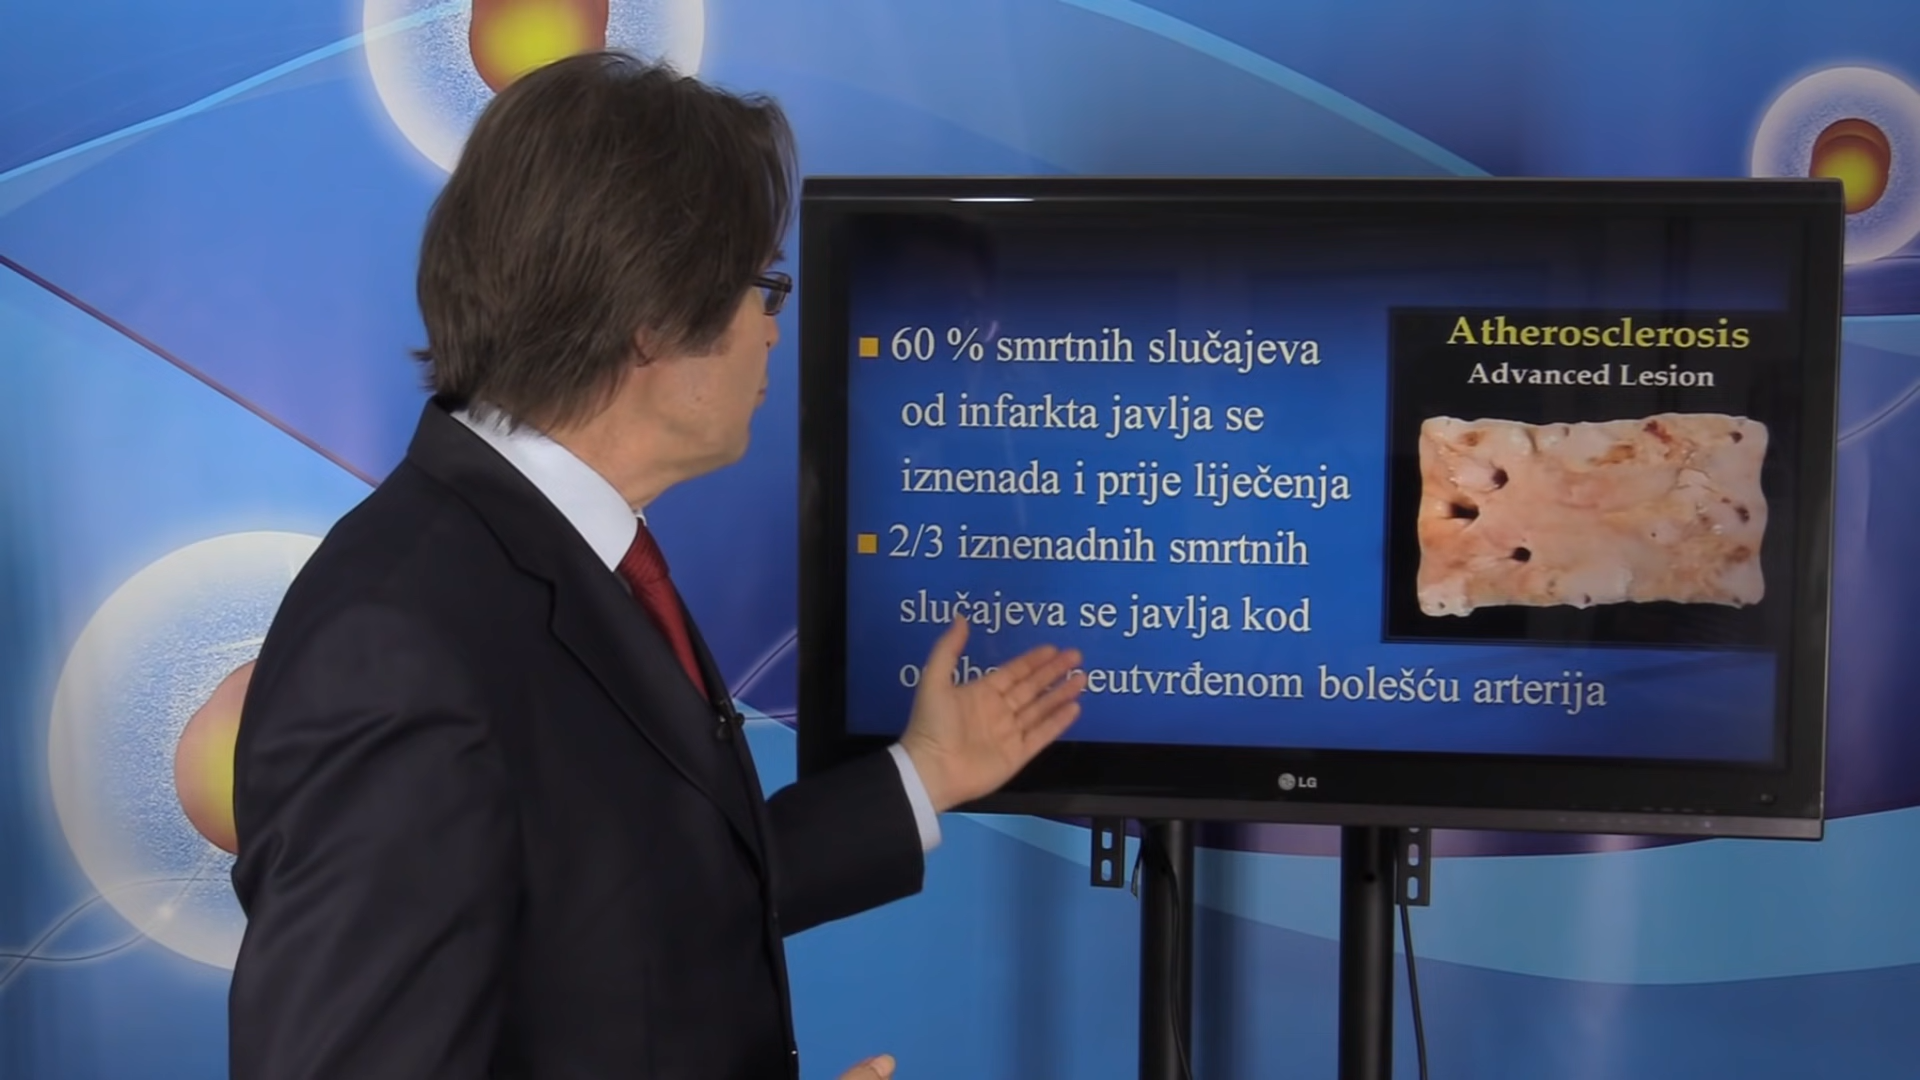 60 % smrtnih slučajeva
od infarkta javlja se
iznenada i prije liječenja
2/3 iznenadnih smrtnih
slučajeva se javlja kod
neutvrđenom bolešću arterija
Atherosclerosis
Advanced Lesion
LG